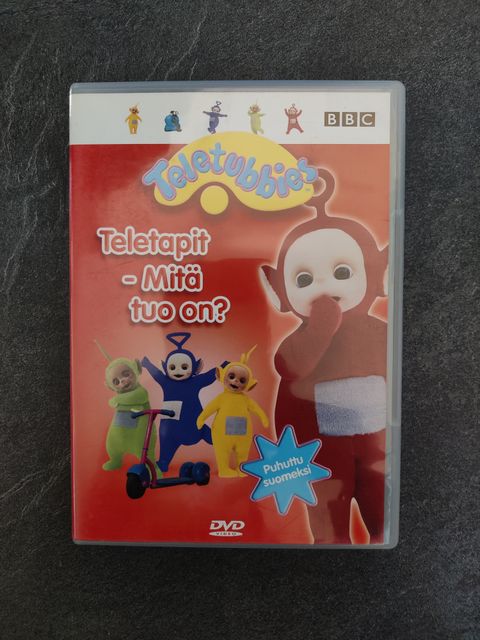 BBC
Teletubbies
Teletapit
- Mitä
tuo on?
Puhuttu
suomeksi
DVD
VIDEO